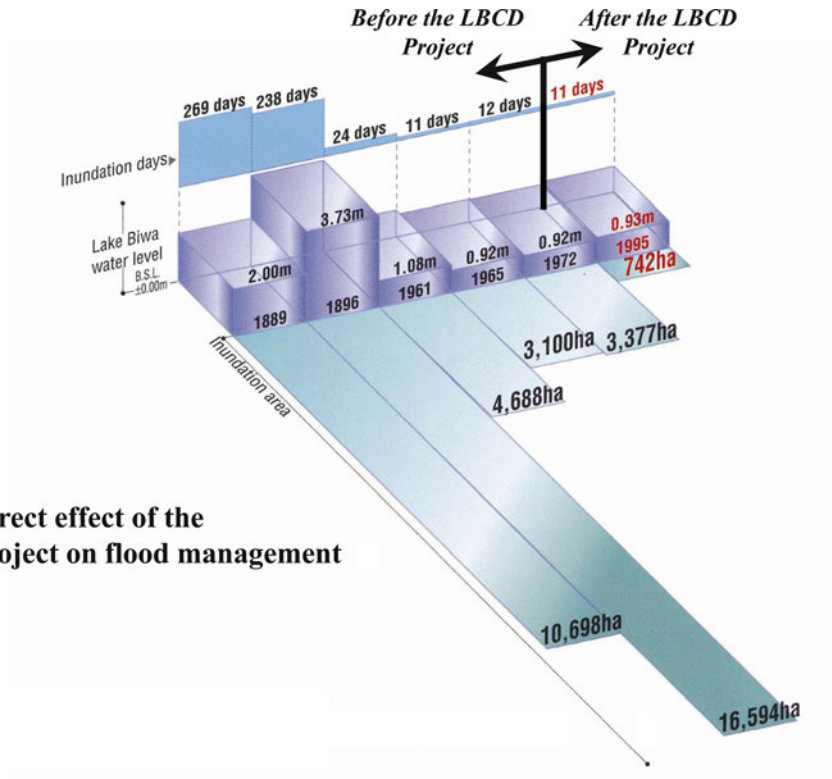 Before the LBCD
Project
After the LBCD
Project
269 days
238 days
24 days
11 days
12 days
11 days
Inundation days
Lake Biwa
water level
B.S.L.
±0.00m
2.00m
3.73m
1.08m
0.92m
0.92m
0.93m
1889
1896
1961
1965
1972
1995
742ha
3,100ha
3,377ha
4,688ha
Inundation area
rect effect of the
oject on flood management
10,698ha
16,594ha